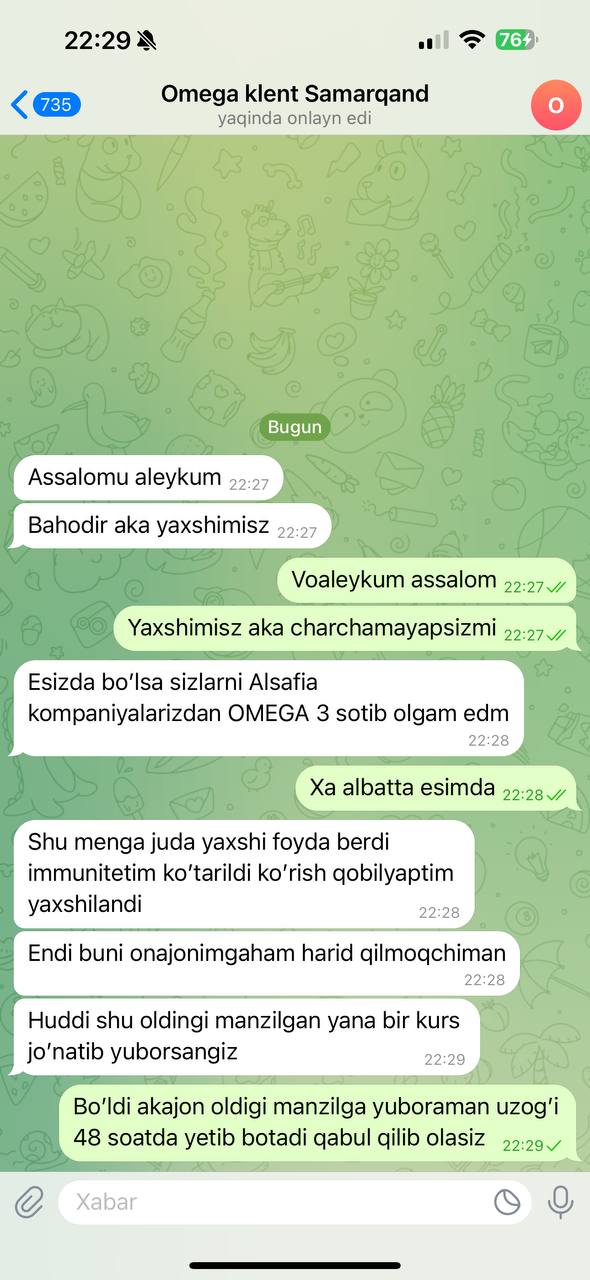 22:29
76
735
Omega klent Samarqand
yaqinda onlayn edi
O
Bugun
Assalomu aleykum 22:27
Bahodir aka yaxshimisz 22:27
Voaleykum assalom 22:27
Yaxshimisz aka charchamayapsizmi 22:27
Esizda bo’lsa sizlarni Alsafia
kompaniyalarizdan OMEGA 3 sotib olgam edm
22:28
Xa albatta esimda 22:28
Shu menga juda yaxshi foyda berdi
immunitetim ko’tarildi ko’rish qobilyaptim
yaxshilandi 22:28
Endi buni onajonimgaham harid qilmoqchiman
22:28
Huddi shu oldingi manzilgan yana bir kurs
jo’natib yuborsangiz 22:29
Bo’ldi akajon oldigi manzilga yuboraman uzog’i
48 soatda yetib botadi qabul qilib olasiz 22:29
Xabar